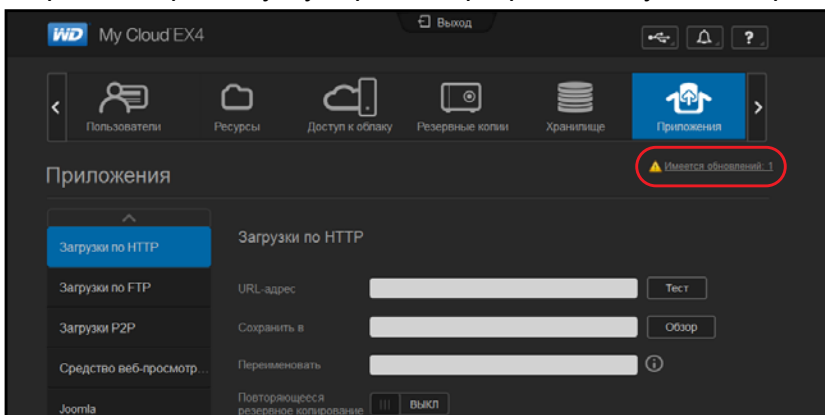 WD My Cloud EX4
Выход
?
Пользователи
Ресурсы
Доступ к облаку
Резервные копии
Хранилище
Приложения
Приложения
Имеется обновлений: 1
Загрузки по HTTP
Загрузки по FTP
Загрузки P2P
Средство веб-просмотр...
Joomla
Загрузки по HTTP
URL-адрес
Тест
Сохранить в
Обзор
Переименовать
Повторяющееся
резервное копирование
ВЫКЛ